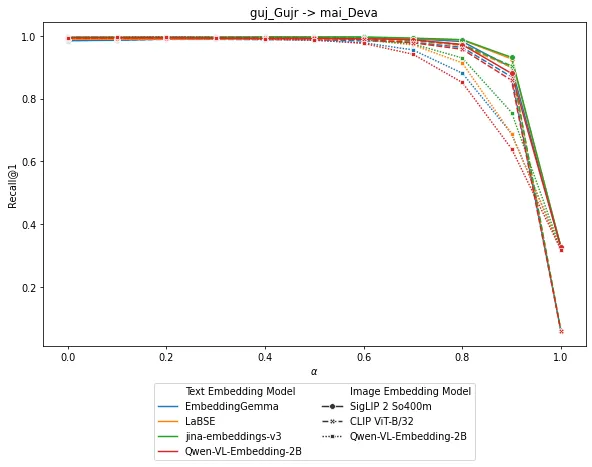 guj_Gujr -> mai_Deva
Recall@1
1.0
0.8
0.6
0.4
0.2
0.0 0.2 0.4 0.6 0.8 1.0
α
Text Embedding Model Image Embedding Model
EmbeddingGemma SigLIP 2 So400m
LaBSE CLIP ViT-B/32
jina-embeddings-v3 Qwen-VL-Embedding-2B
Qwen-VL-Embedding-2B